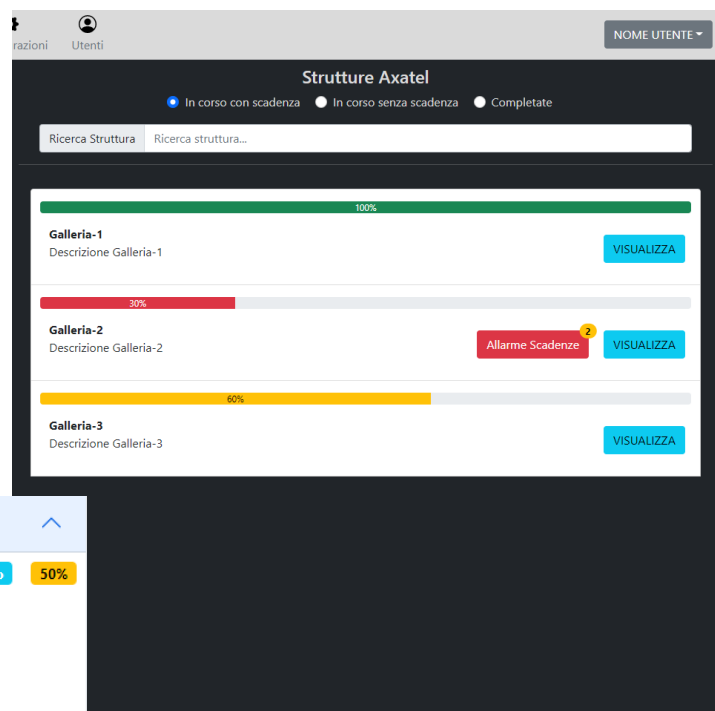 razioni Utenti
NOME UTENTE
Strutture Axatel
In corso con scadenza In corso senza scadenza Completate
Ricerca Struttura Ricerca struttura...
100%
Galleria-1
Descrizione Galleria-1
VISUALIZZA
30%
Galleria-2
Descrizione Galleria-2
Allarme Scadenze 2 VISUALIZZA
60%
Galleria-3
Descrizione Galleria-3
VISUALIZZA
50%